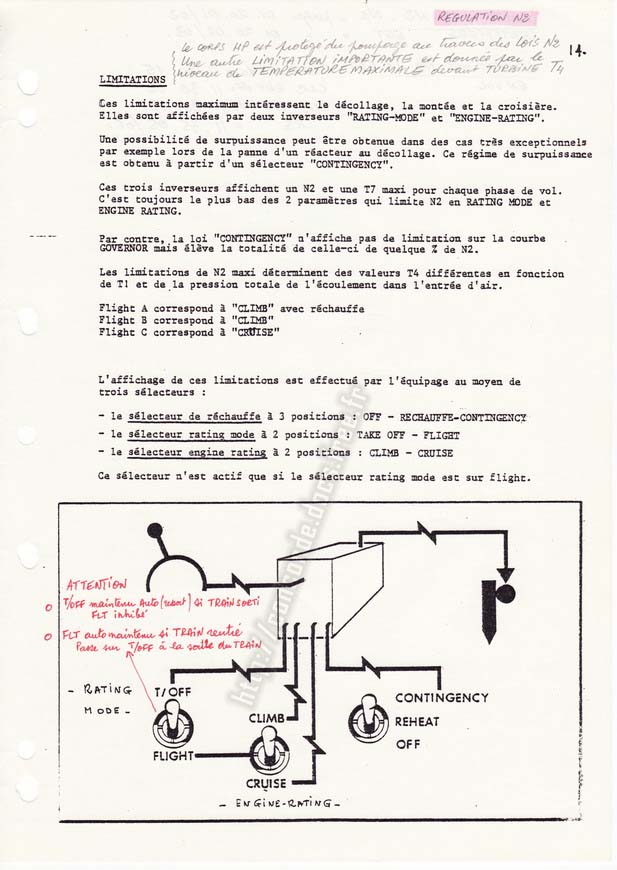 REGULATION N2
le CORPS HP est protégé du pompage au travers des LOIS N2
Une autre LIMITATION IMPORTANTE est donnée par le
niveau de TEMPERATURE MAXIMALE devant TURBINE T4
14.
LIMITATIONS
Ces limitations maximum intéressent le décollage, la montée et la croisière.
Elles sont affichées par deux inverseurs "RATING-MODE" et "ENGINE-RATING".
Une possibilité de surpuissance peut être obtenue dans des cas très exceptionnels
par exemple lors de la panne d'un réacteur au décollage. Ce régime de surpuissance
est obtenu à partir d'un sélecteur "CONTINGENCY".
Ces trois inverseurs affichent un N2 et une T7 maxi pour chaque phase de vol.
C'est toujours le plus bas des 2 paramètres qui limite N2 en RATING MODE et
ENGINE RATING.
Par contre, la loi "CONTINGENCY" n'affiche pas de limitation sur la courbe
GOVERNOR mais élève la totalité de celle-ci de quelque % de N2.
Les limitations de N2 maxi déterminent des valeurs T4 différentes en fonction
de T1 et de la pression totale de l'écoulement dans l'entrée d'air.
Flight A correspond à "CLIMB" avec réchauffe
Flight B correspond à "CLIMB"
Flight C correspond à "CRUISE"
L'affichage de ces limitations est effectué par l'équipage au moyen de
trois sélecteurs :
- le sélecteur de réchauffe à 3 positions : OFF - RECHAUFFE-CONTINGENCY
- le sélecteur rating mode à 2 positions : TAKE OFF - FLIGHT
- le sélecteur engine rating à 2 positions : CLIMB - CRUISE
Ce sélecteur n'est actif que si le sélecteur rating mode est sur flight.
ATTENTION
o T/OFF maintenu Auto (ressort) si TRAIN SORTI
FLT inhibé
o FLT auto maintenu si TRAIN rentré
Passe sur T/OFF à la sortie du TRAIN
- RATING
MODE -
T/OFF
FLIGHT
CLIMB
CRUISE
- ENGINE-RATING -
CONTINGENCY
REHEAT
OFF